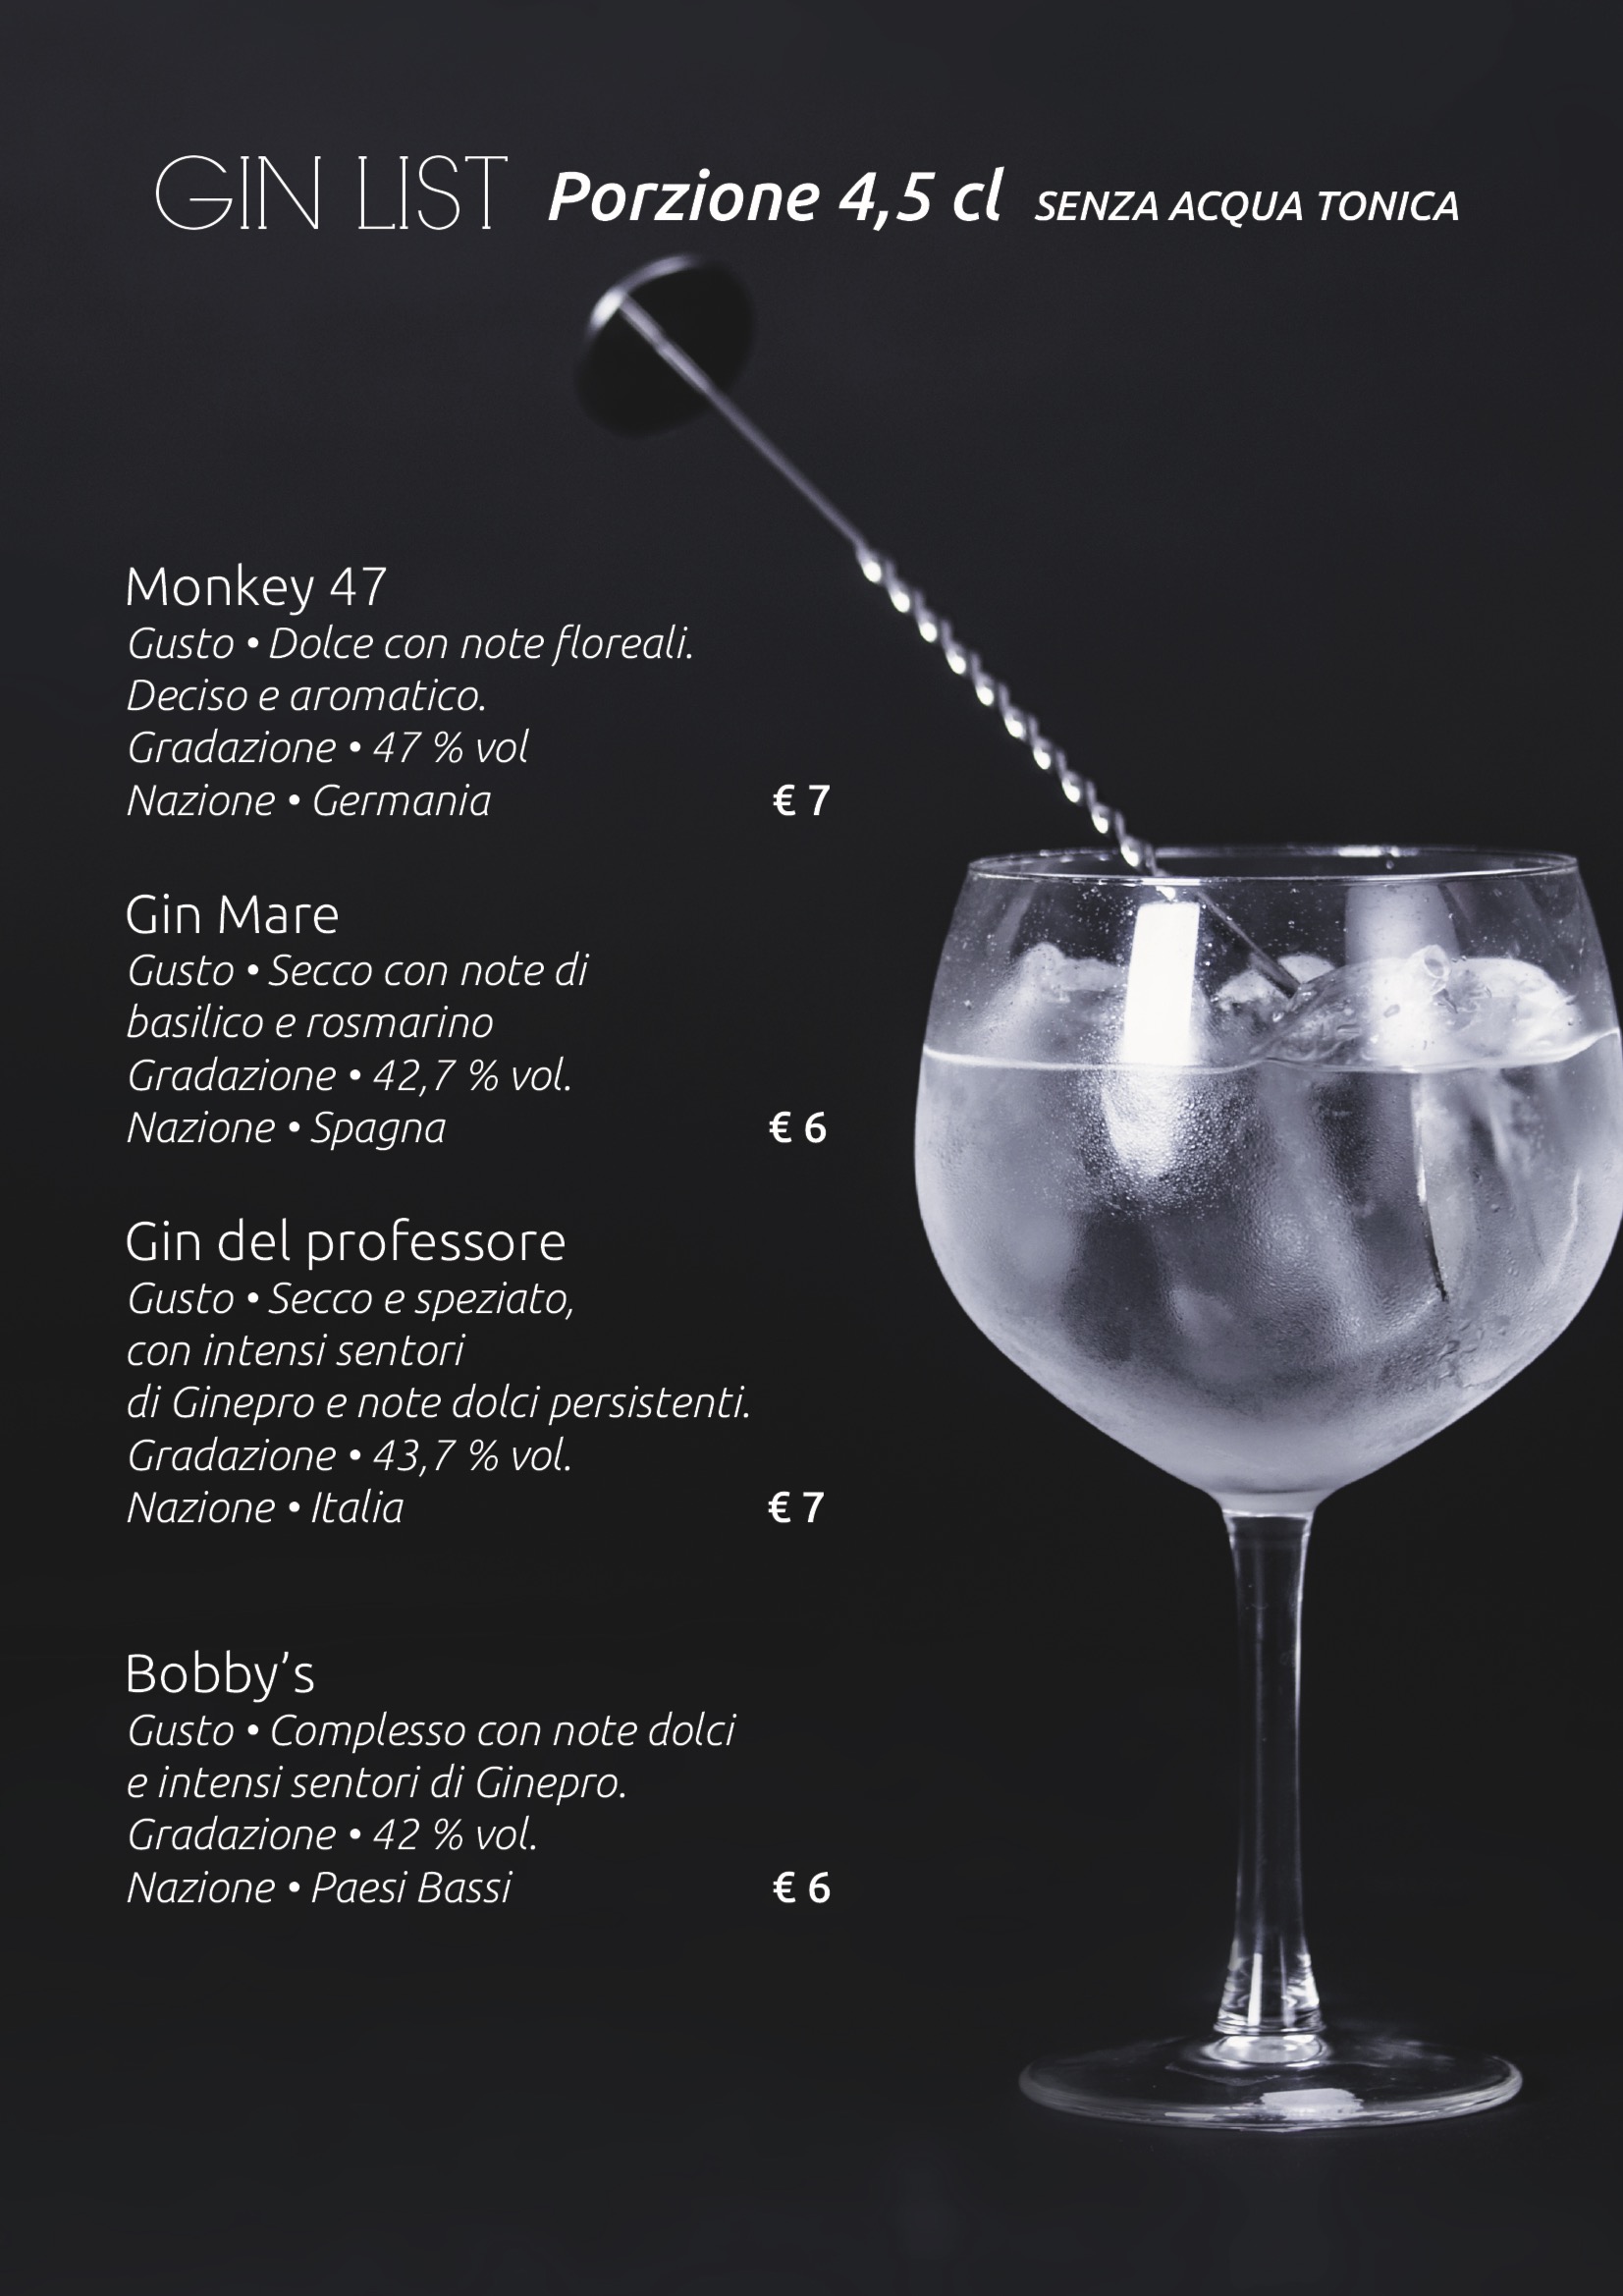 GIN LIST Porzione 4,5 cl SENZA ACQUA TONICA
Monkey 47
Gusto • Dolce con note floreali.
Deciso e aromatico.
Gradazione • 47 % vol
Nazione • Germania € 7
Gin Mare
Gusto • Secco con note di
basilico e rosmarino
Gradazione • 42,7 % vol.
Nazione • Spagna € 6
Gin del professore
Gusto • Secco e speziato,
con intensi sentori
di Ginepro e note dolci persistenti.
Gradazione • 43,7 % vol.
Nazione • Italia € 7
Bobby’s
Gusto • Complesso con note dolci
e intensi sentori di Ginepro.
Gradazione • 42 % vol.
Nazione • Paesi Bassi € 6